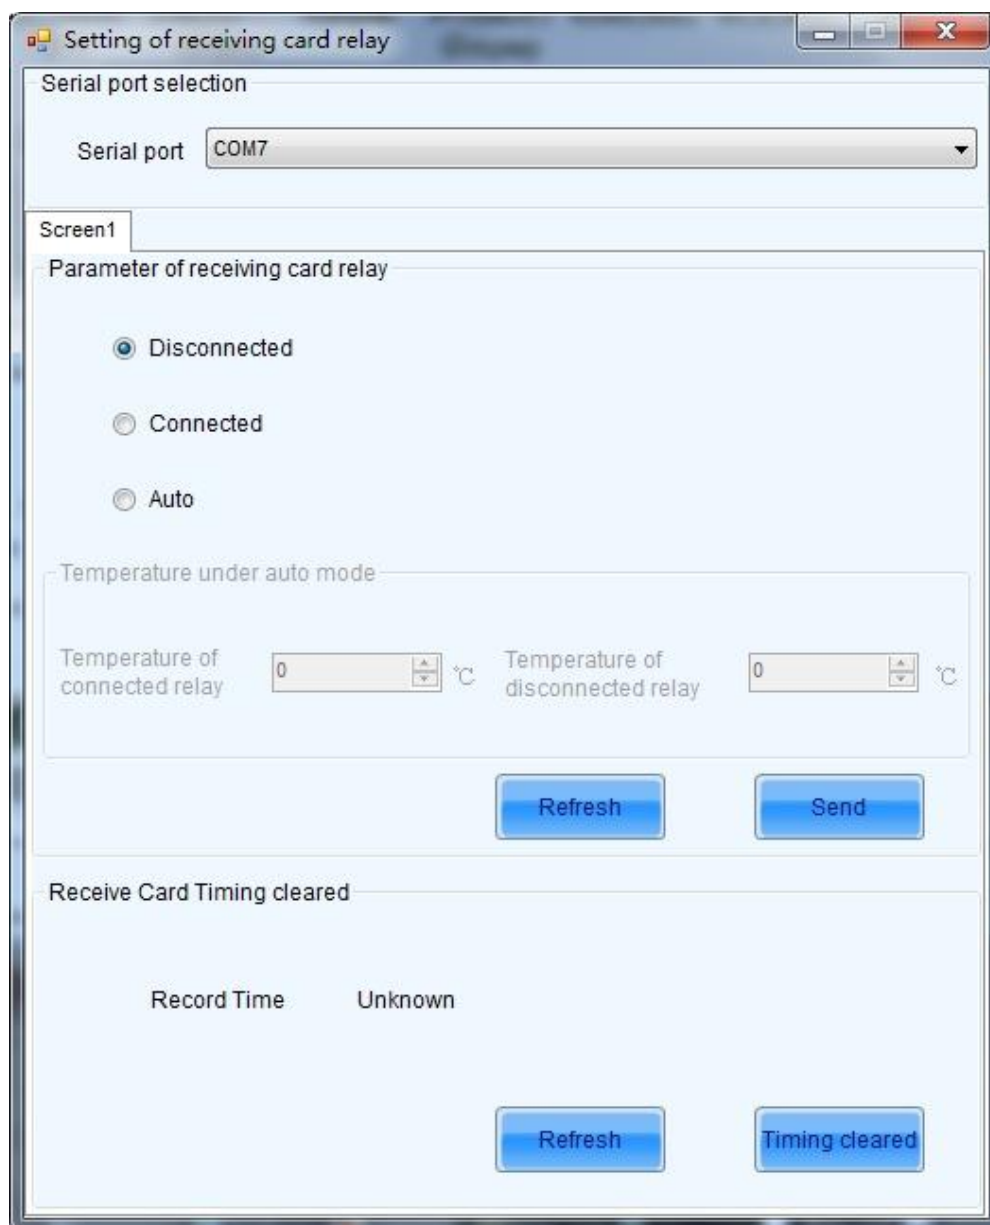 Setting of receiving card relay
Serial port selection
Serial port COM7
Screen1
Parameter of receiving card relay
Disconnected
Connected
Auto
Temperature under auto mode
Temperature of
connected relay
0 °C
Temperature of
disconnected relay
0 °C
Refresh Send
Receive Card Timing cleared
Record Time Unknown
Refresh Timing cleared